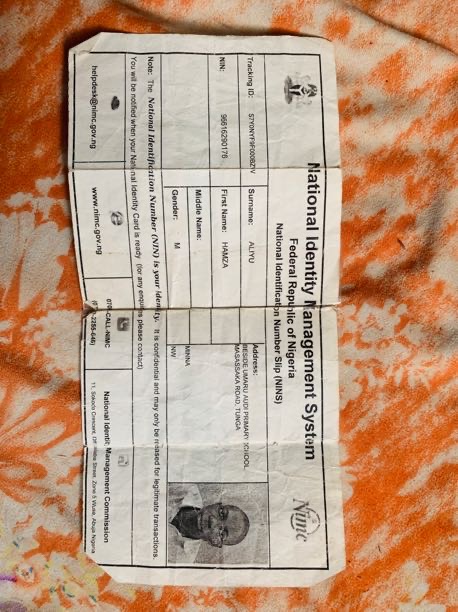 National Identity Management System
Federal Republic of Nigeria
National Identification Number Slip (NINS)
Nimc
Tracking ID:
Surname: ALIYU
Address:
BESIDE UMARU AUDI PRIMARY SCHOOL
MASASSAKA ROAD, TUNGA
NIN: 96616290176
First Name: HAMZA
Middle Name:
MINNA
Gender: M
NW
Note: The National Identification Number (NIN) is your identity. It is confidential and may only be released for legitimate transactions.
You will be notified when your National Identity Card is ready (for any enquiries please contact)
helpdesk@nimc.gov.ng
www.nimc.gov.ng
0700-CALL-NIMC
2255-646)
National Identity Management Commission
11, Sokode Crescent, Off Street, Zone 5 Wuse, Abuja Nigeria